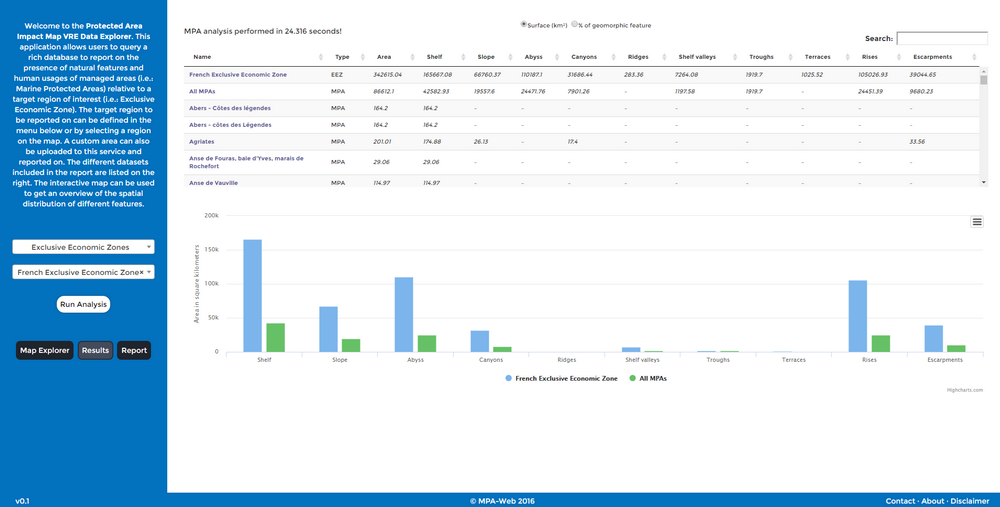 Welcome to the Protected Area
Impact Map VRE Data Explorer. This
application allows users to query a
rich database to report on the
presence of natural features and
human usages of managed areas (i.e.:
Marine Protected Areas) relative to a
target region of interest (i.e.: Exclusive
Economic Zone). The target region to
be reported on can be defined in the
menu below or by selecting a region
on the map. A custom area can also
be uploaded to this service and
reported on. The different datasets
included in the report are listed on the
right. The interactive map can be used
to get an overview of the spatial
distribution of different features.
Exclusive Economic Zones
French Exclusive Economic Zone×
Run Analysis
Map Explorer Results Report
MPA analysis performed in 24.316 seconds!
Surface (km²) % of geomorphic feature
Search:
Name Type Area Shelf Slope Abyss Canyons Ridges Shelf valleys Troughs Terraces Rises Escarpments
French Exclusive Economic Zone EEZ 342615.04 165667.08 66760.37 110187.1 31686.44 283.36 7264.08 1919.7 1025.52 105026.93 39044.65
All MPAs MPA 86612.1 42582.93 19557.6 24471.76 7901.26 - 1197.58 1919.7 - 24451.39 9680.23
Abers - Côtes des légendes MPA 164.2 164.2 - - - - - - - - -
Abers - côtes des Légendes MPA 164.2 164.2 - - - - - - - - -
Agriates MPA 201.01 174.88 26.13 - 17.4 - - - - - 33.56
Anse de Fouras, baie d'Yves, marais de
Rochefort MPA 29.06 29.06 - - - - - - - - -
Anse de Vauville MPA 114.97 114.97 - - - - - - - - -
200k
150k
100k
50k
0
Area in square kilometers
Shelf Slope Abyss Canyons Ridges Shelf valleys Troughs Terraces Rises Escarpments
French Exclusive Economic Zone All MPAs
Highcharts.com
v0.1 © MPA-Web 2016 Contact · About · Disclaimer